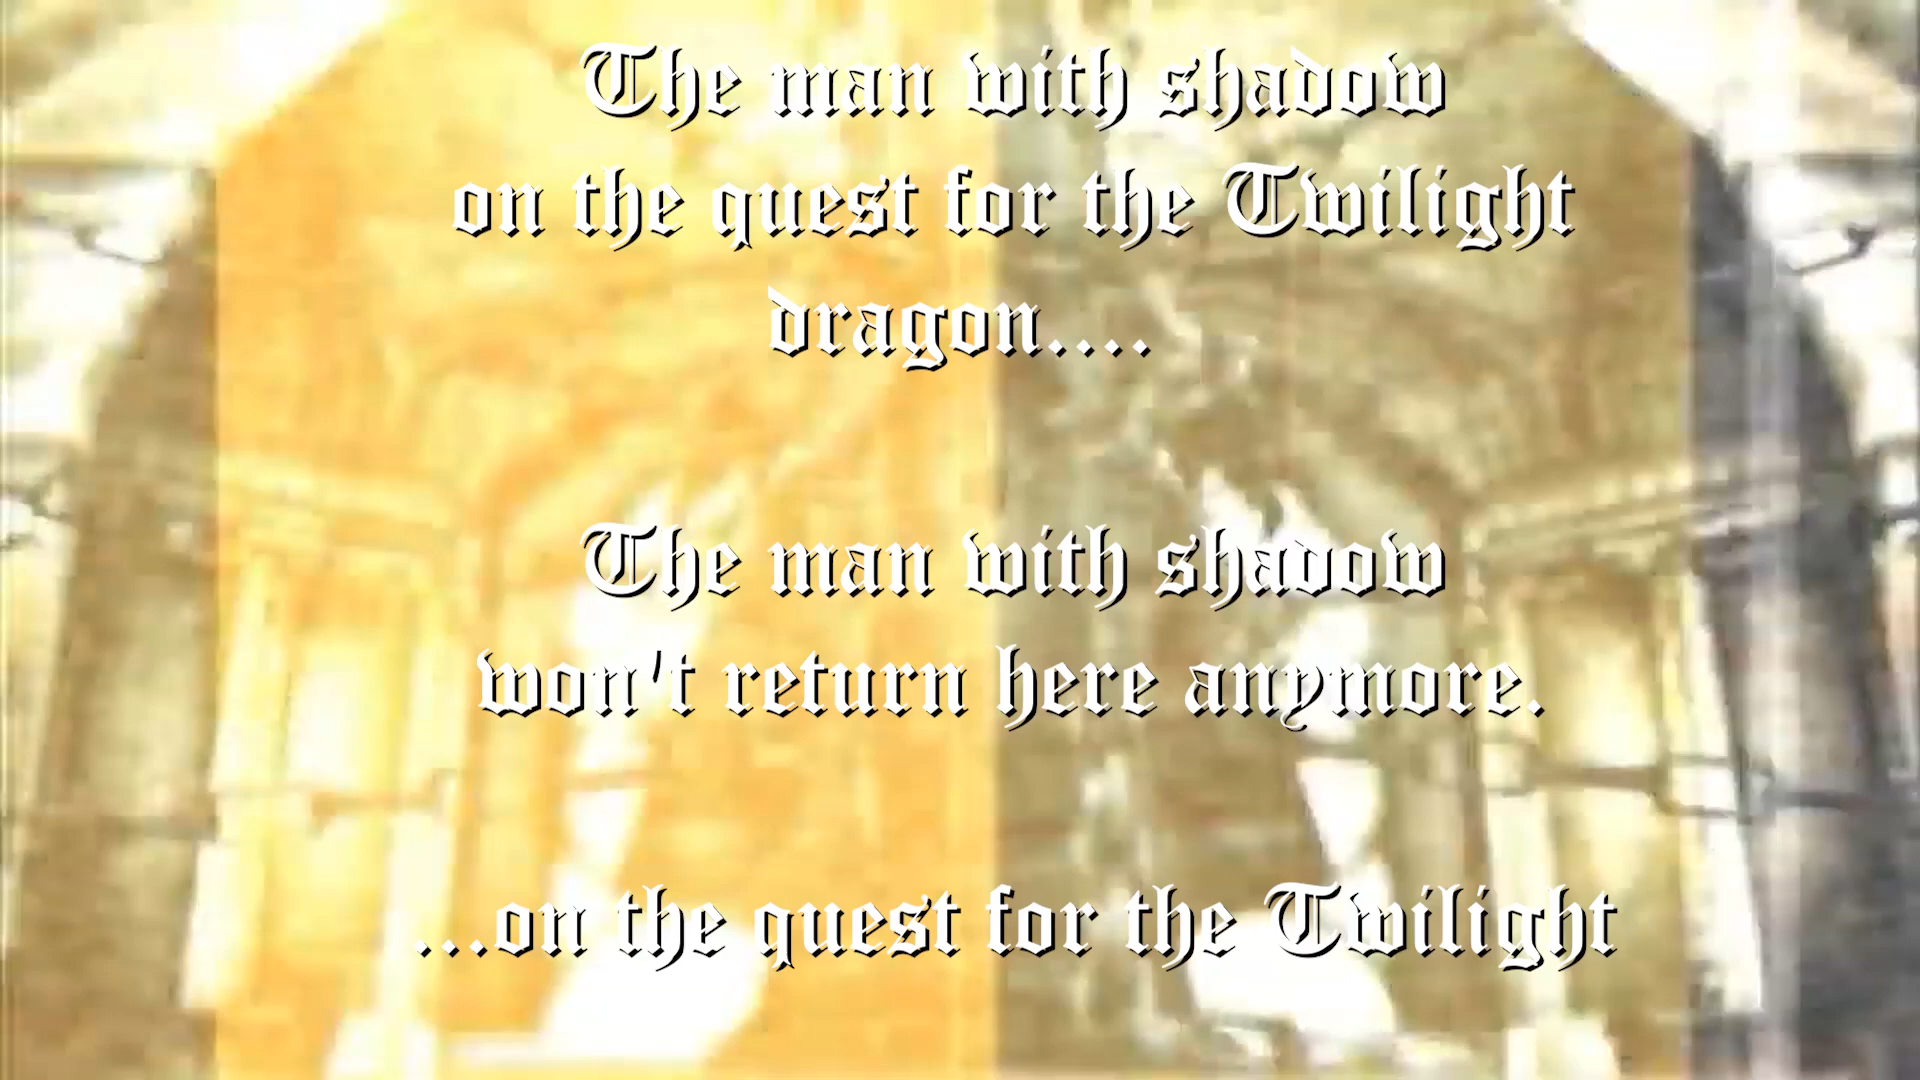 The man with shadow
on the quest for the Twilight
dragon....
The man with shadow
won't return here anymore.
...on the quest for the Twilight